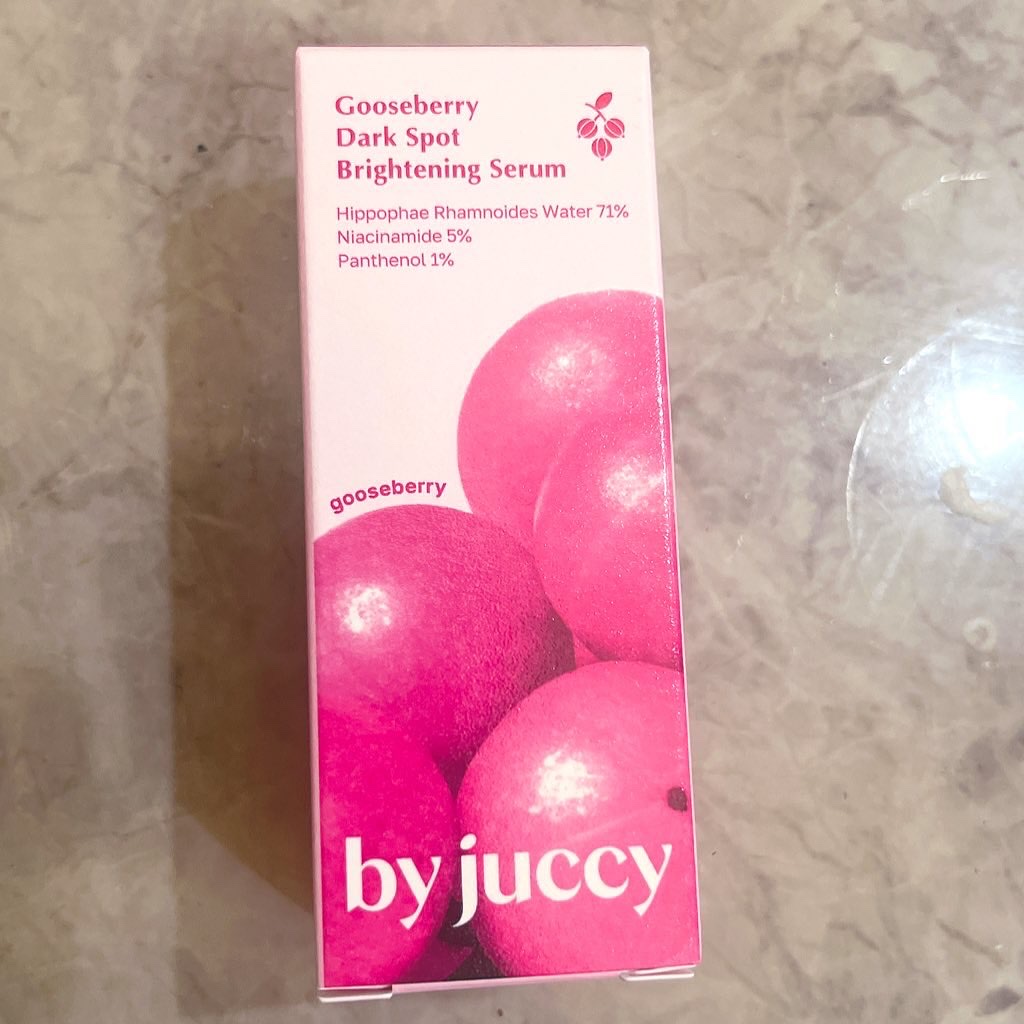 Gooseberry
Dark Spot
Brightening Serum
Hippophae Rhamnoides Water 71%
Niacinamide 5%
Panthenol 1%
gooseberry
by juccy